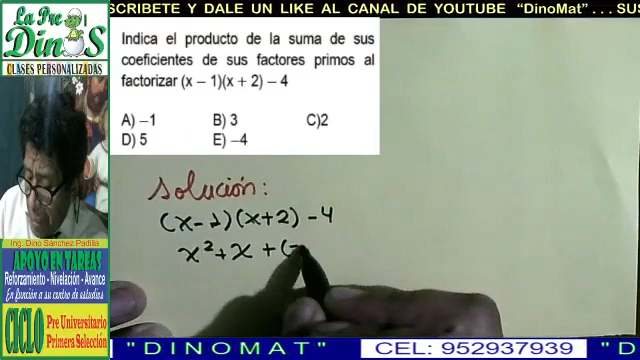 SCRIBETE Y DALE UN LIKE AL CANAL DE YOUTUBE "DinoMat"... SUS
La Pre
DinoS
CLASES PERSONALIZADAS
Indica el producto de la suma de sus
coeficientes de sus factores primos al
factorizar (x – 1)(x + 2) – 4
A) –1 B) 3 C)2
D) 5 E) –4
Solución:
(x-1)(x+2) -4
x²+x+(
Ing. Dino Sánchez Padilla
APOYO EN TAREAS
Reforzamiento - Nivelación - Avance
En función a su centro de estudios
CICLO Pre Universitario
Primera Selección
" D I N O M A T " CEL: 952937939 " D